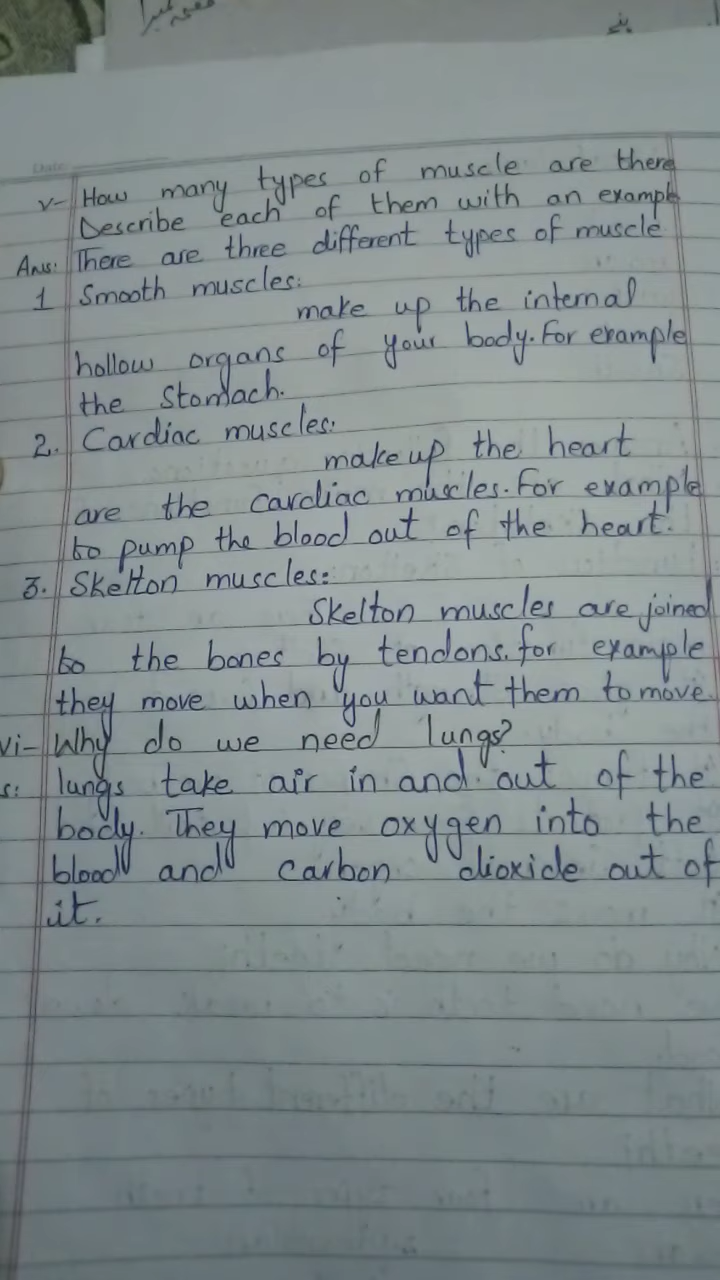 v- How many types of muscle are there
Describe each of them with an example
Ans: There are three different types of muscle
1 Smooth muscles:
make up the internal
hollow organs of your body. For example
the Stomach.
2. Cardiac muscles:
make up the heart
are the cardiac muscles. For example
to pump the blood out of the heart.
3. Skelton muscles:
Skelton muscles are joined
to the bones by tendons. for example
they move when you want them to move.
vi- Why do we need lungs?
s: lungs take air in and out of the
body. They move oxygen into the
blood and carbon dioxide out of
it.